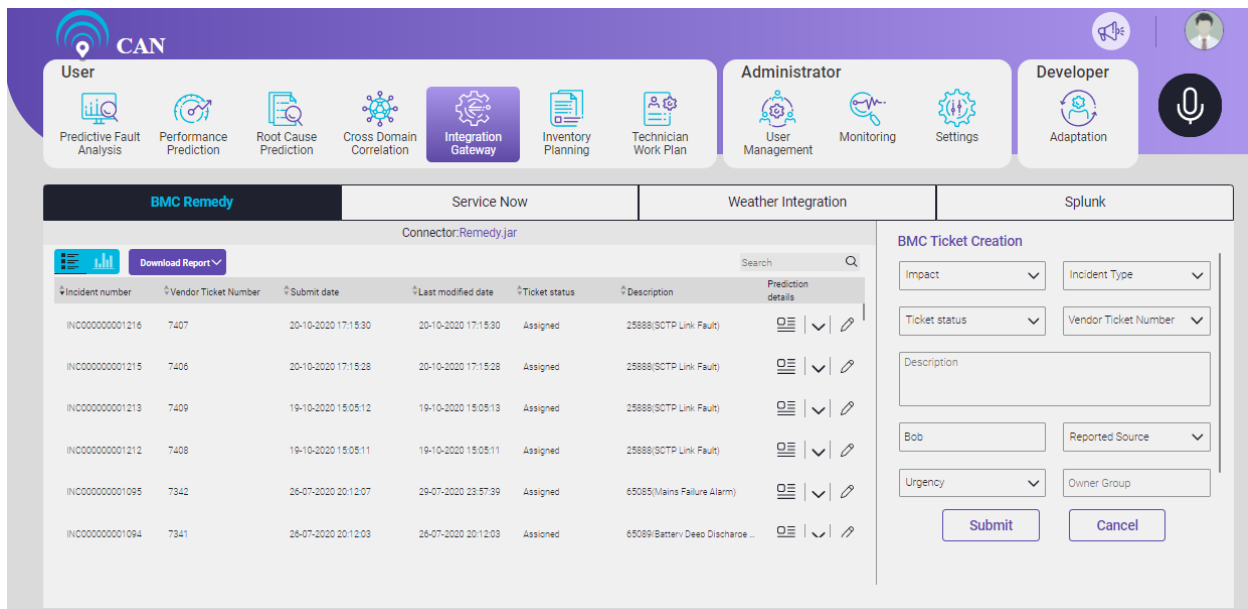 CAN
User
Administrator
Developer
Predictive Fault Analysis
Performance Prediction
Root Cause Prediction
Cross Domain Correlation
Integration Gateway
Inventory Planning
Technician Work Plan
User Management
Monitoring
Settings
Adaptation
BMC Remedy
Service Now
Weather Integration
Splunk
Connector:Remedy.jar
Download Report
Search
Incident number Vendor Ticket Number Submit date Last modified date Ticket status Description Prediction details
INC000000001216 7407 20-10-2020 17:15:30 20-10-2020 17:15:30 Assigned 25888(SCTP Link Fault)
INC000000001215 7406 20-10-2020 17:15:28 20-10-2020 17:15:28 Assigned 25888(SCTP Link Fault)
INC000000001213 7409 19-10-2020 15:05:12 19-10-2020 15:05:13 Assigned 25888(SCTP Link Fault)
INC000000001212 7408 19-10-2020 15:05:11 19-10-2020 15:05:11 Assigned 25888(SCTP Link Fault)
INC000000001095 7342 26-07-2020 20:12:07 29-07-2020 23:57:39 Assigned 65085(Mains Failure Alarm)
INC000000001094 7341 26-07-2020 20:12:03 26-07-2020 20:12:03 Assigned 65089(Battery Deep Discharge ...
BMC Ticket Creation
Impact
Incident Type
Ticket status
Vendor Ticket Number
Description
Bob
Reported Source
Urgency
Owner Group
Submit
Cancel